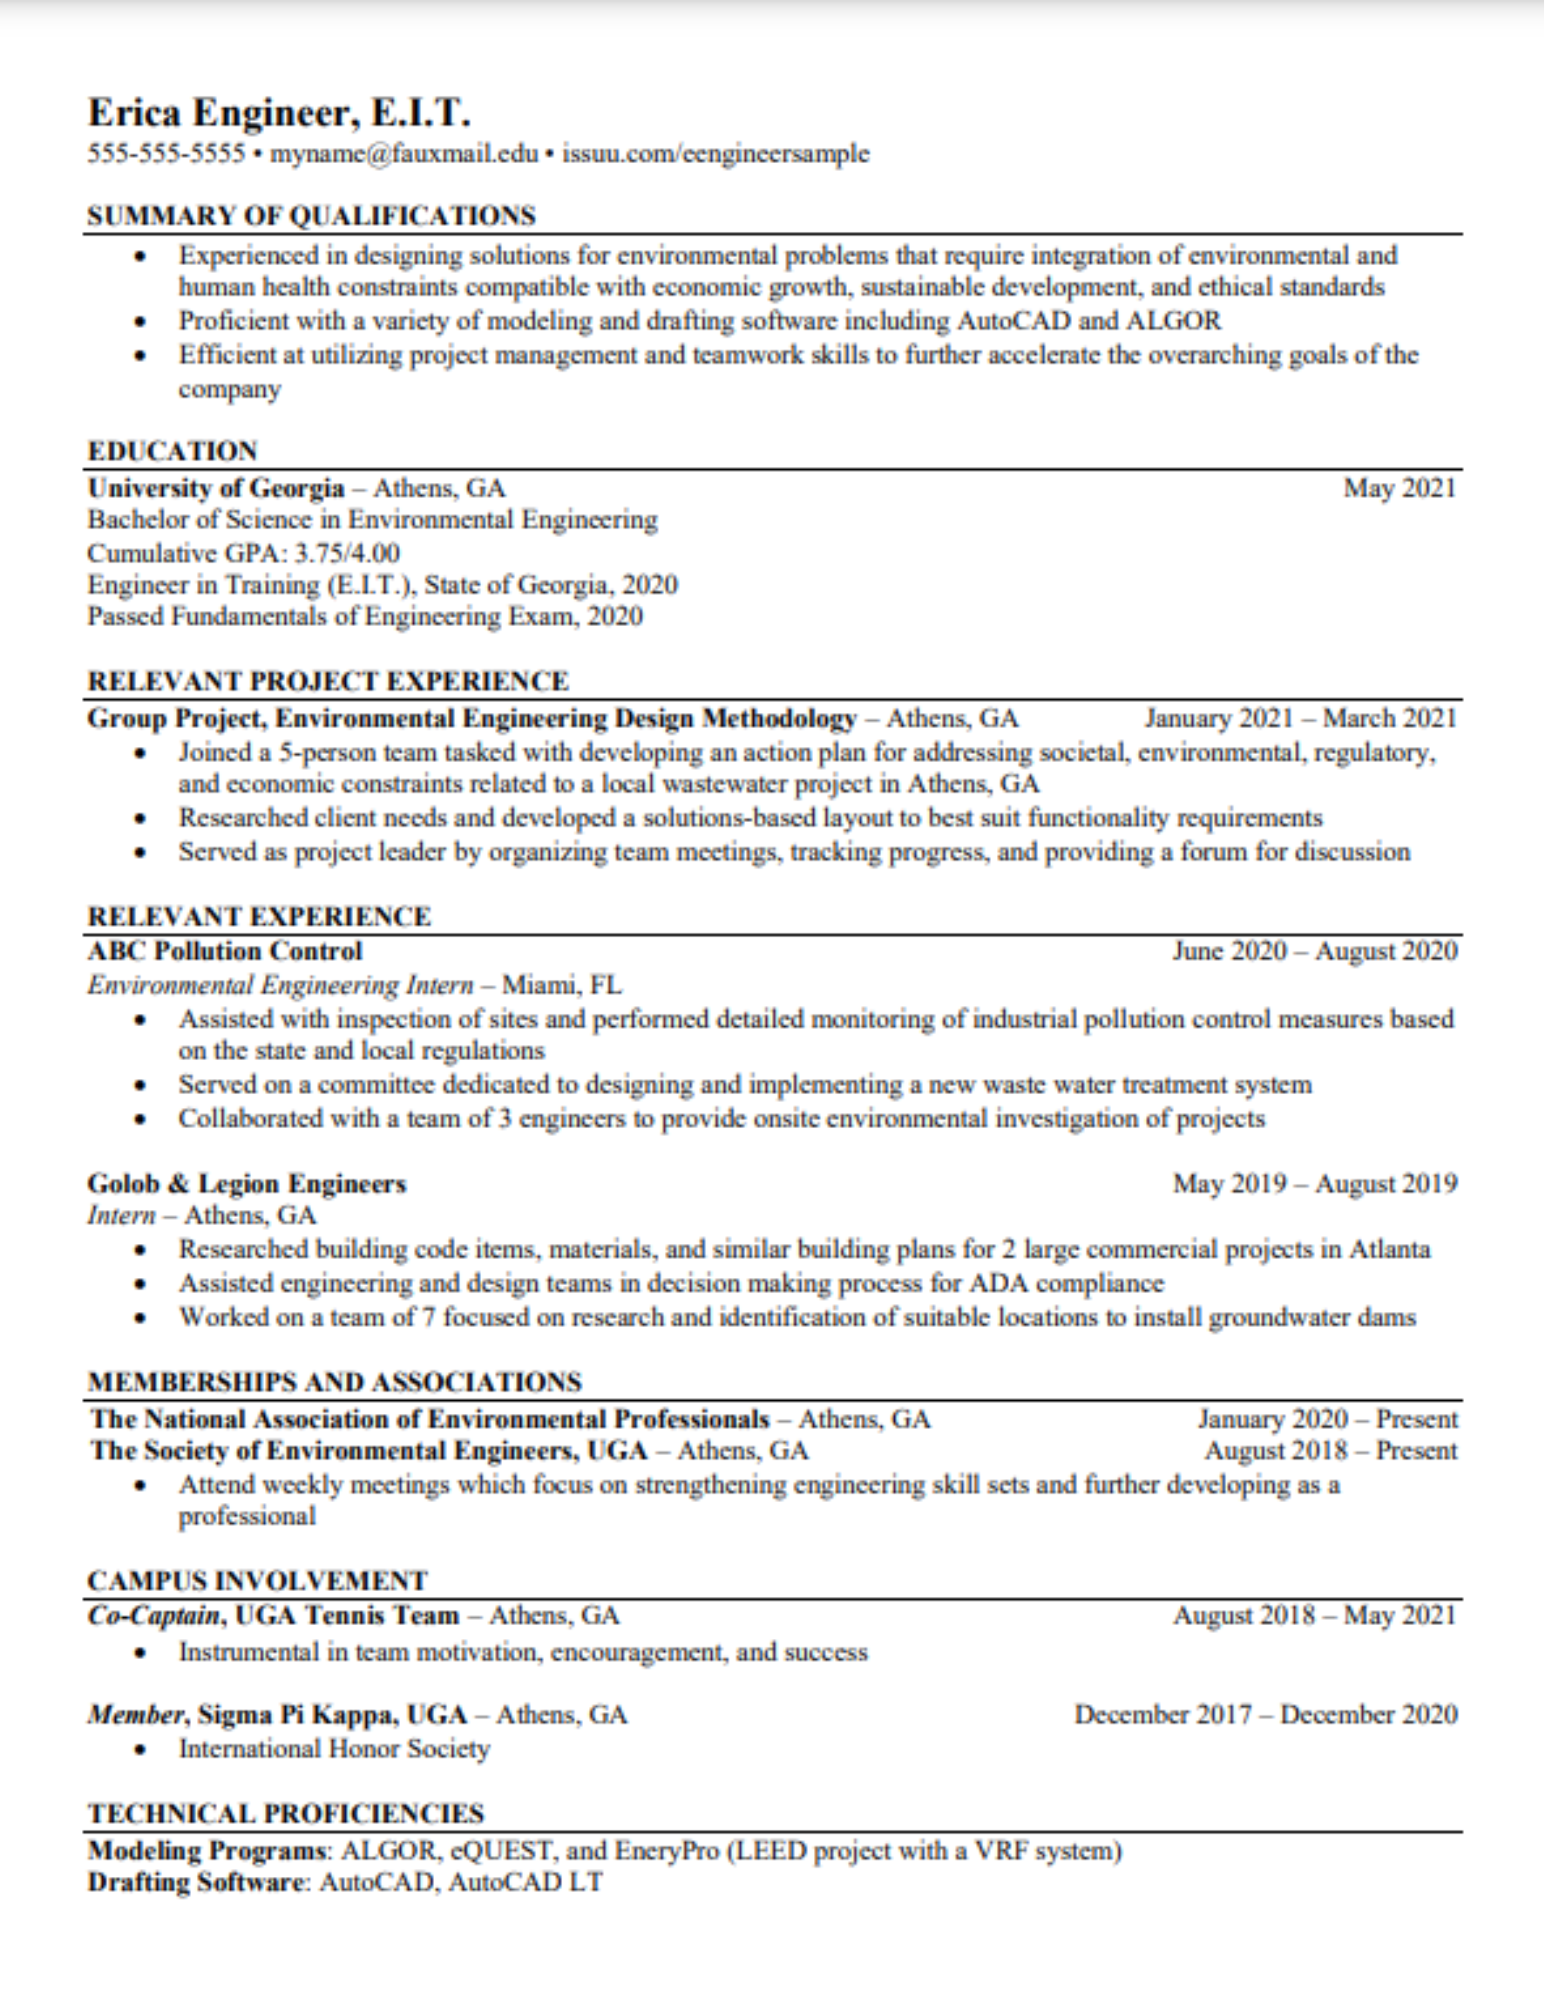 Erica Engineer, E.I.T.
555-555-5555 • myname@fauxmail.edu • issuu.com/eengineersample
SUMMARY OF QUALIFICATIONS
• Experienced in designing solutions for environmental problems that require integration of environmental and
human health constraints compatible with economic growth, sustainable development, and ethical standards
• Proficient with a variety of modeling and drafting software including AutoCAD and ALGOR
• Efficient at utilizing project management and teamwork skills to further accelerate the overarching goals of the
company
EDUCATION
University of Georgia – Athens, GA May 2021
Bachelor of Science in Environmental Engineering
Cumulative GPA: 3.75/4.00
Engineer in Training (E.I.T.), State of Georgia, 2020
Passed Fundamentals of Engineering Exam, 2020
RELEVANT PROJECT EXPERIENCE
Group Project, Environmental Engineering Design Methodology – Athens, GA January 2021 – March 2021
• Joined a 5-person team tasked with developing an action plan for addressing societal, environmental, regulatory,
and economic constraints related to a local wastewater project in Athens, GA
• Researched client needs and developed a solutions-based layout to best suit functionality requirements
• Served as project leader by organizing team meetings, tracking progress, and providing a forum for discussion
RELEVANT EXPERIENCE
ABC Pollution Control June 2020 – August 2020
Environmental Engineering Intern – Miami, FL
• Assisted with inspection of sites and performed detailed monitoring of industrial pollution control measures based
on the state and local regulations
• Served on a committee dedicated to designing and implementing a new waste water treatment system
• Collaborated with a team of 3 engineers to provide onsite environmental investigation of projects
Golob & Legion Engineers May 2019 – August 2019
Intern – Athens, GA
• Researched building code items, materials, and similar building plans for 2 large commercial projects in Atlanta
• Assisted engineering and design teams in decision making process for ADA compliance
• Worked on a team of 7 focused on research and identification of suitable locations to install groundwater dams
MEMBERSHIPS AND ASSOCIATIONS
The National Association of Environmental Professionals – Athens, GA January 2020 – Present
The Society of Environmental Engineers, UGA – Athens, GA August 2018 – Present
• Attend weekly meetings which focus on strengthening engineering skill sets and further developing as a
professional
CAMPUS INVOLVEMENT
Co-Captain, UGA Tennis Team – Athens, GA August 2018 – May 2021
• Instrumental in team motivation, encouragement, and success
Member, Sigma Pi Kappa, UGA – Athens, GA December 2017 – December 2020
• International Honor Society
TECHNICAL PROFICIENCIES
Modeling Programs: ALGOR, eQUEST, and EneryPro (LEED project with a VRF system)
Drafting Software: AutoCAD, AutoCAD LT